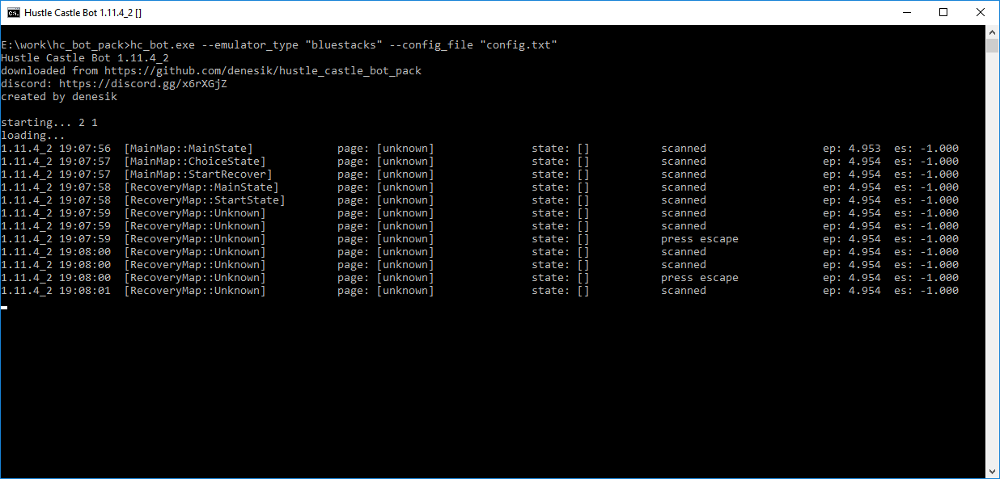 Hustle Castle Bot 1.11.4_2 []
E:\work\hc_bot_pack>hc_bot.exe --emulator_type "bluestacks" --config_file "config.txt"
Hustle Castle Bot 1.11.4_2
downloaded from https://github.com/denesik/hustle_castle_bot_pack
discord: https://discord.gg/x6rXGjZ
created by denesik
starting... 2 1
loading...
1.11.4_2 19:07:56 [MainMap::MainState] page: [unknown] state: [] scanned ep: 4.953 es: -1.000
1.11.4_2 19:07:57 [MainMap::ChoiceState] page: [unknown] state: [] scanned ep: 4.954 es: -1.000
1.11.4_2 19:07:57 [MainMap::StartRecover] page: [unknown] state: [] scanned ep: 4.954 es: -1.000
1.11.4_2 19:07:58 [RecoveryMap::MainState] page: [unknown] state: [] scanned ep: 4.954 es: -1.000
1.11.4_2 19:07:58 [RecoveryMap::StartState] page: [unknown] state: [] scanned ep: 4.954 es: -1.000
1.11.4_2 19:07:59 [RecoveryMap::Unknown] page: [unknown] state: [] scanned ep: 4.954 es: -1.000
1.11.4_2 19:07:59 [RecoveryMap::Unknown] page: [unknown] state: [] scanned ep: 4.954 es: -1.000
1.11.4_2 19:07:59 [RecoveryMap::Unknown] page: [unknown] state: [] press escape ep: 4.954 es: -1.000
1.11.4_2 19:08:00 [RecoveryMap::Unknown] page: [unknown] state: [] scanned ep: 4.954 es: -1.000
1.11.4_2 19:08:00 [RecoveryMap::Unknown] page: [unknown] state: [] scanned ep: 4.954 es: -1.000
1.11.4_2 19:08:00 [RecoveryMap::Unknown] page: [unknown] state: [] press escape ep: 4.954 es: -1.000
1.11.4_2 19:08:01 [RecoveryMap::Unknown] page: [unknown] state: [] scanned ep: 4.954 es: -1.000